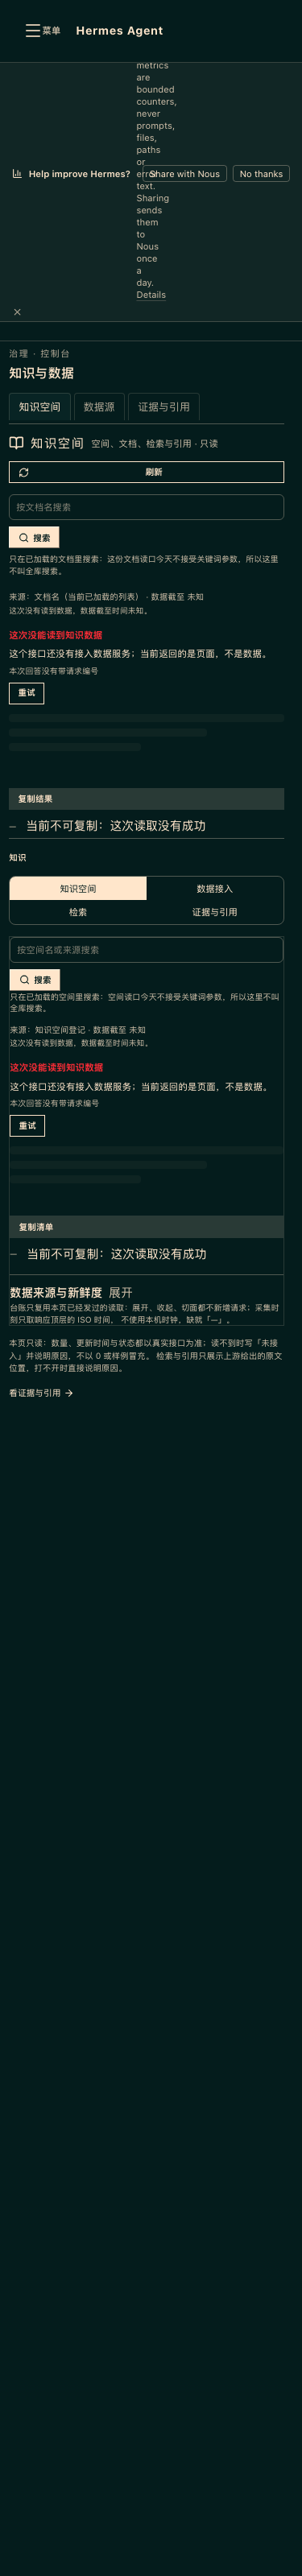 菜单 Hermes Agent
metrics
are
bounded
counters,
never
prompts,
files,
paths
or
error
text.
Sharing
sends
them
to
Nous
once
a
day.
Details
Help improve Hermes?
Share with Nous
No thanks
×
治理 · 控制台
知识与数据
知识空间 数据源 证据与引用
知识空间 空间、文档、检索与引用 · 只读
刷新
按文档名搜索
搜索
只在已加载的文档里搜索：这份文档读口今天不接受关键词参数，所以这里
不叫全库搜索。
来源：文档名（当前已加载的列表） · 数据截至 未知
这次没有读到数据，数据截至时间未知。
这次没能读到知识数据
这个接口还没有接入数据服务；当前返回的是页面，不是数据。
本次回答没有带请求编号
重试
复制结果
— 当前不可复制：这次读取没有成功
知识
知识空间 数据接入
检索 证据与引用
按空间名或来源搜索
搜索
只在已加载的空间里搜索：空间读口今天不接受关键词参数，所以这里不叫
全库搜索。
来源：知识空间登记 · 数据截至 未知
这次没有读到数据，数据截至时间未知。
这次没能读到知识数据
这个接口还没有接入数据服务；当前返回的是页面，不是数据。
本次回答没有带请求编号
重试
复制清单
— 当前不可复制：这次读取没有成功
数据来源与新鲜度 展开
台账只复用本页已经发过的读取：展开、收起、切面都不新增请求；采集时
刻只取响应顶层的 ISO 时间， 不使用本机时钟，缺就「—」。
本页只读：数量、更新时间与状态都以真实接口为准；读不到时写「未接
入」并说明原因，不以 0 或样例冒充。 检索与引用只展示上游给出的原文
位置，打不开时直接说明原因。
看证据与引用 →